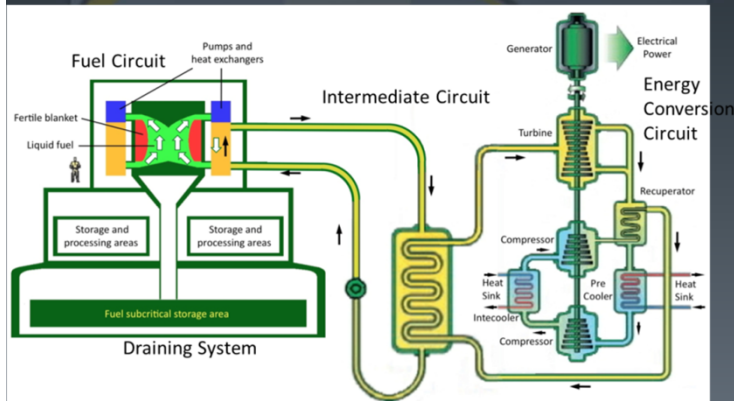 Fuel Circuit
Pumps and
heat exchangers
Fertile blanket
Liquid fuel
Storage and
processing areas
Storage and
processing areas
Fuel subcritical storage area
Draining System
Intermediate Circuit
Generator
Electrical
Power
Energy
Conversion
Circuit
Turbine
Recuperator
Compressor
Heat
Sink
Pre
Cooler
Heat
Sink
Intecooler
Compressor